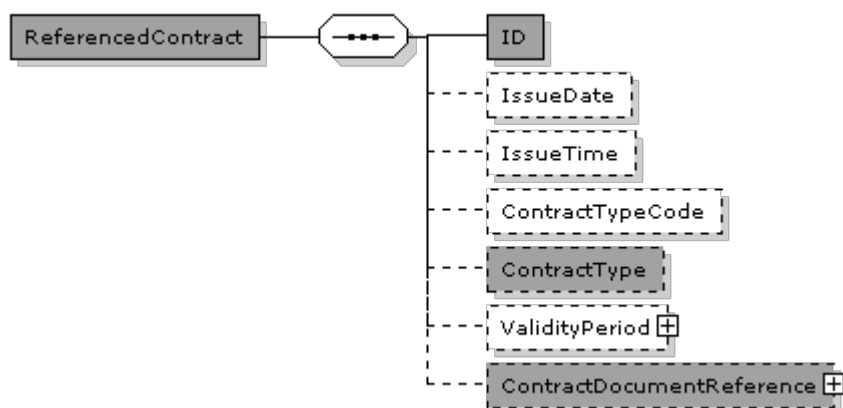 ReferencedContract
ID
IssueDate
IssueTime
ContractTypeCode
ContractType
ValidityPeriod
ContractDocumentReference